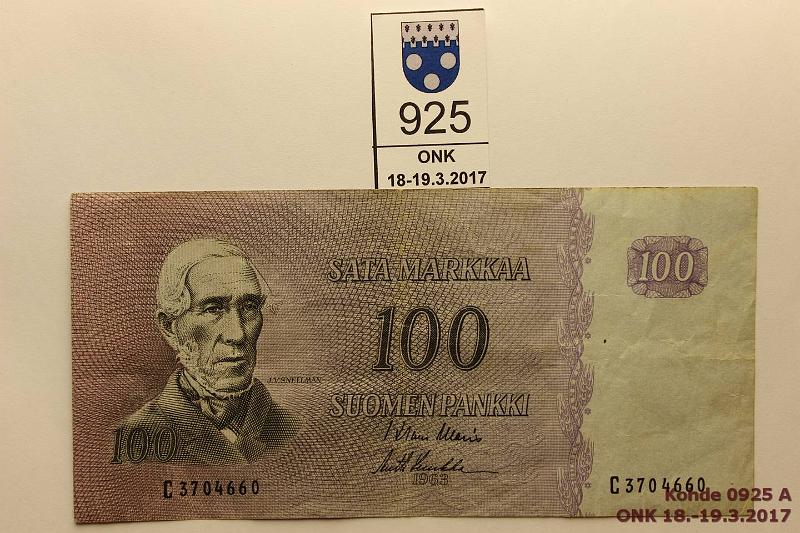 925
ONK
18-19.3.2017
SATA MARKKAA
100
100
J.V.SNELLMAN
SUOMEN PANKKI
100
1963
C3704660
C3704660
Kohde 0925 A
ONK 18.-19.3.2017